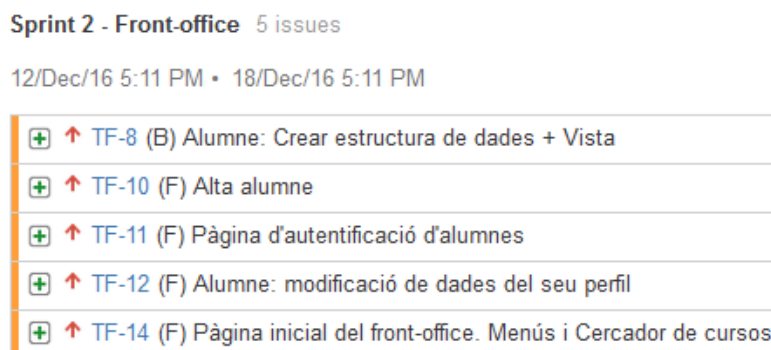 Sprint 2 - Front-office 5 issues
12/Dec/16 5:11 PM • 18/Dec/16 5:11 PM
TF-8 (B) Alumne: Crear estructura de dades + Vista
TF-10 (F) Alta alumne
TF-11 (F) Pàgina d'autentificació d'alumnes
TF-12 (F) Alumne: modificació de dades del seu perfil
TF-14 (F) Pàgina inicial del front-office. Menús i Cercador de cursos